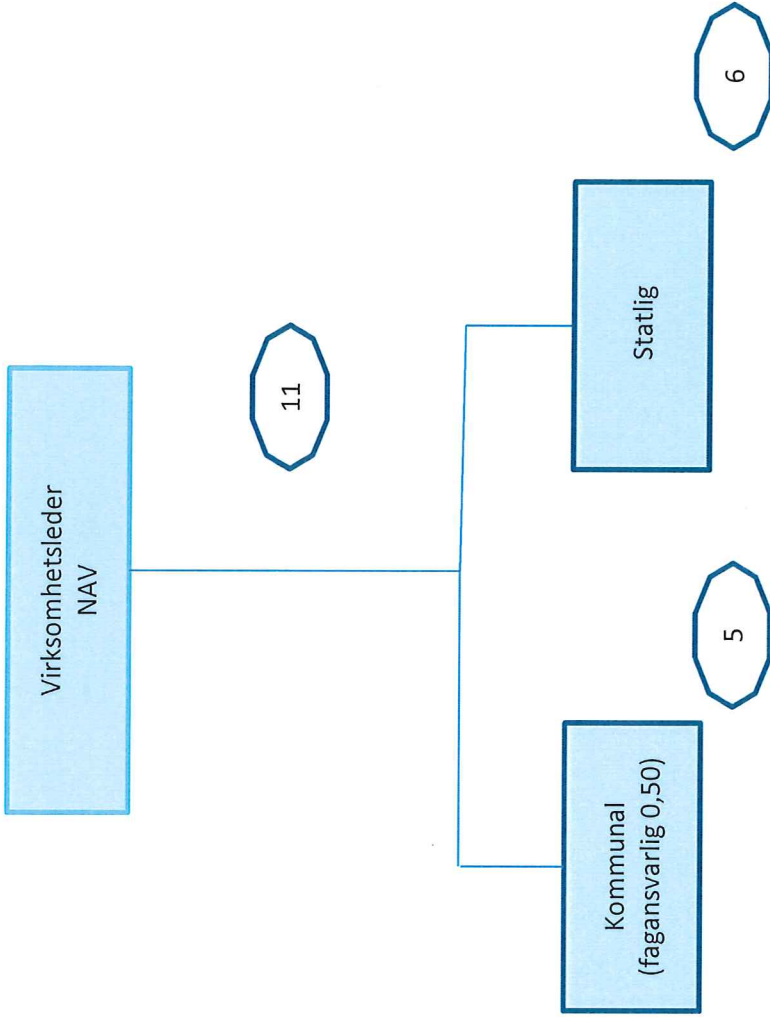 Virksomhetsleder
NAV
11
Kommunal
(fagansvarlig 0,50)
5
Statlig
6